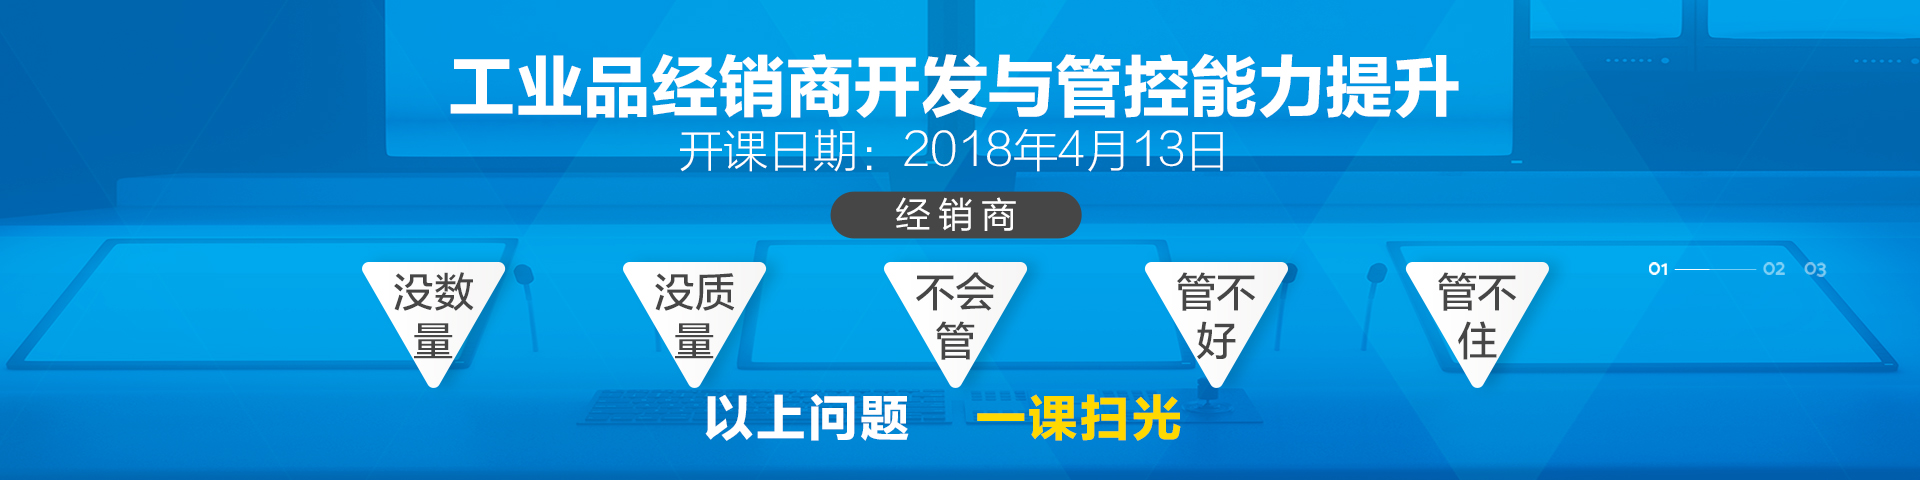 工业品经销商开发与管控能力提升
开课日期：2018年4月13日
经销商
没数
量
没质
量
不会
管
管不
好
管不
住
01 02 03
以上问题 一课扫光